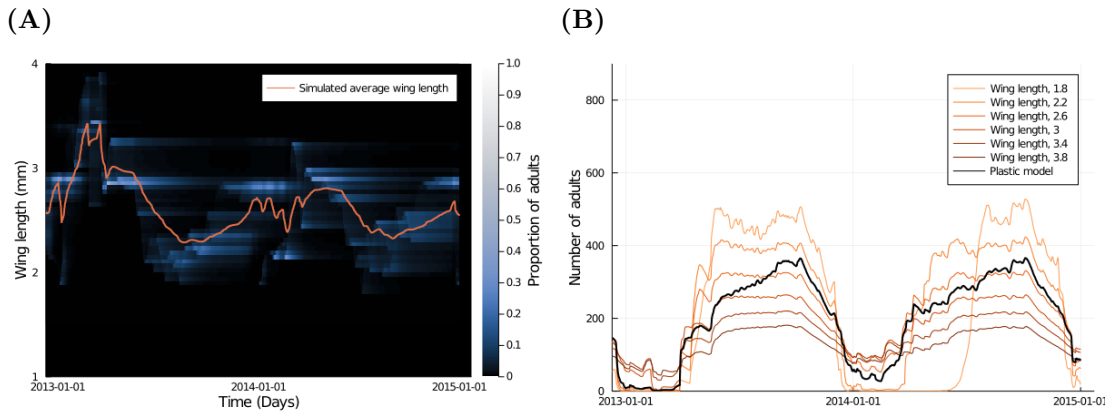 (A)
4
3
2
1
Wing length (mm)
Simulated average wing length
2013-01-01
2014-01-01
2015-01-01
Time (Days)
1.0
0.9
0.8
0.7
0.6
0.5
0.4
0.3
0.2
0.1
0
Proportion of adults
(B)
800
600
400
200
0
Number of adults
Wing length, 1.8
Wing length, 2.2
Wing length, 2.6
Wing length, 3
Wing length, 3.4
Wing length, 3.8
Plastic model
2013-01-01
2014-01-01
2015-01-01